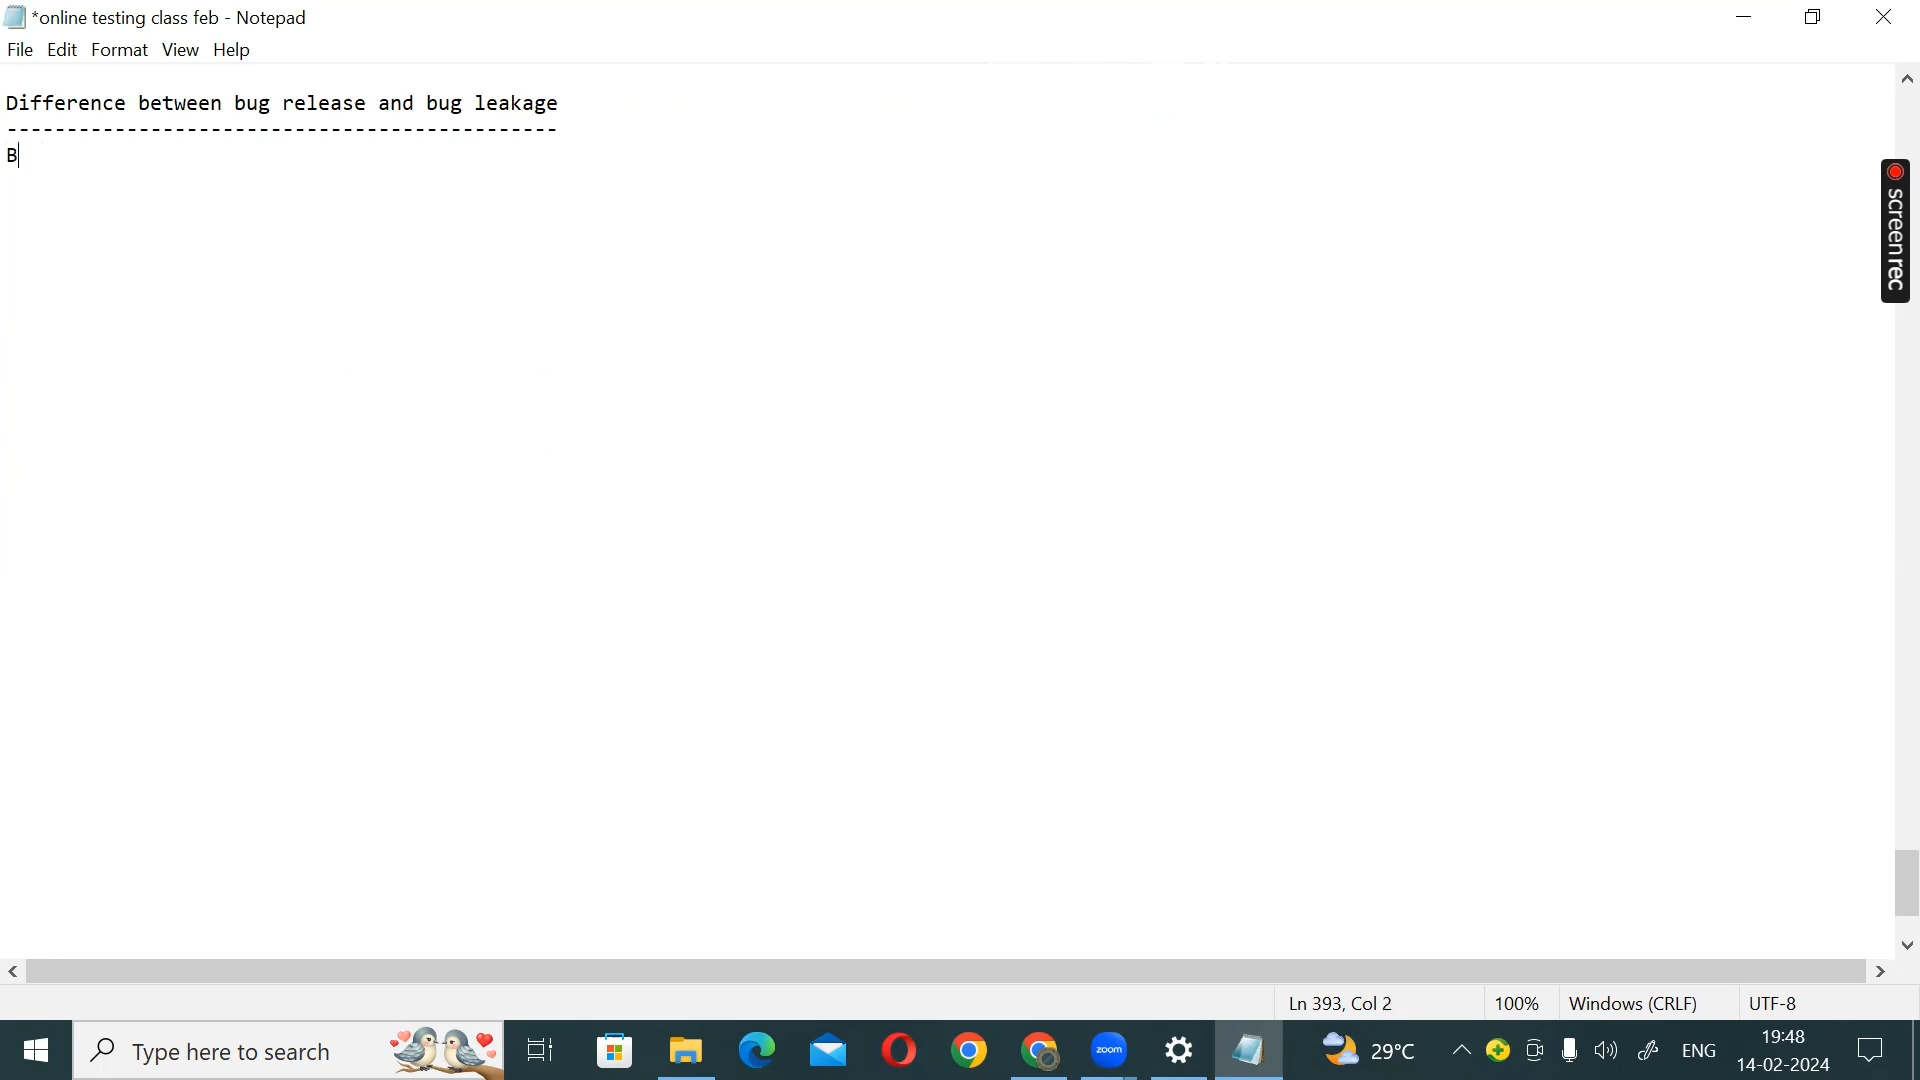 *online testing class feb - Notepad
File Edit Format View Help
Difference between bug release and bug leakage
----------------------------------------------
B
screenrec
Ln 393, Col 2
100%
Windows (CRLF)
UTF-8
Type here to search
zoom
29°C
ENG
19:48
14-02-2024